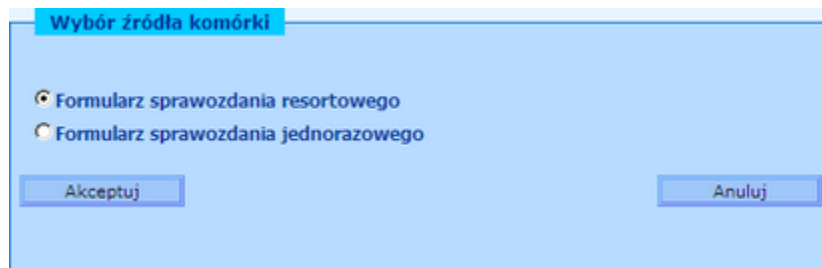 Wybór źródła komórki
Formularz sprawozdania resortowego
Formularz sprawozdania jednorazowego
Akceptuj Anuluj